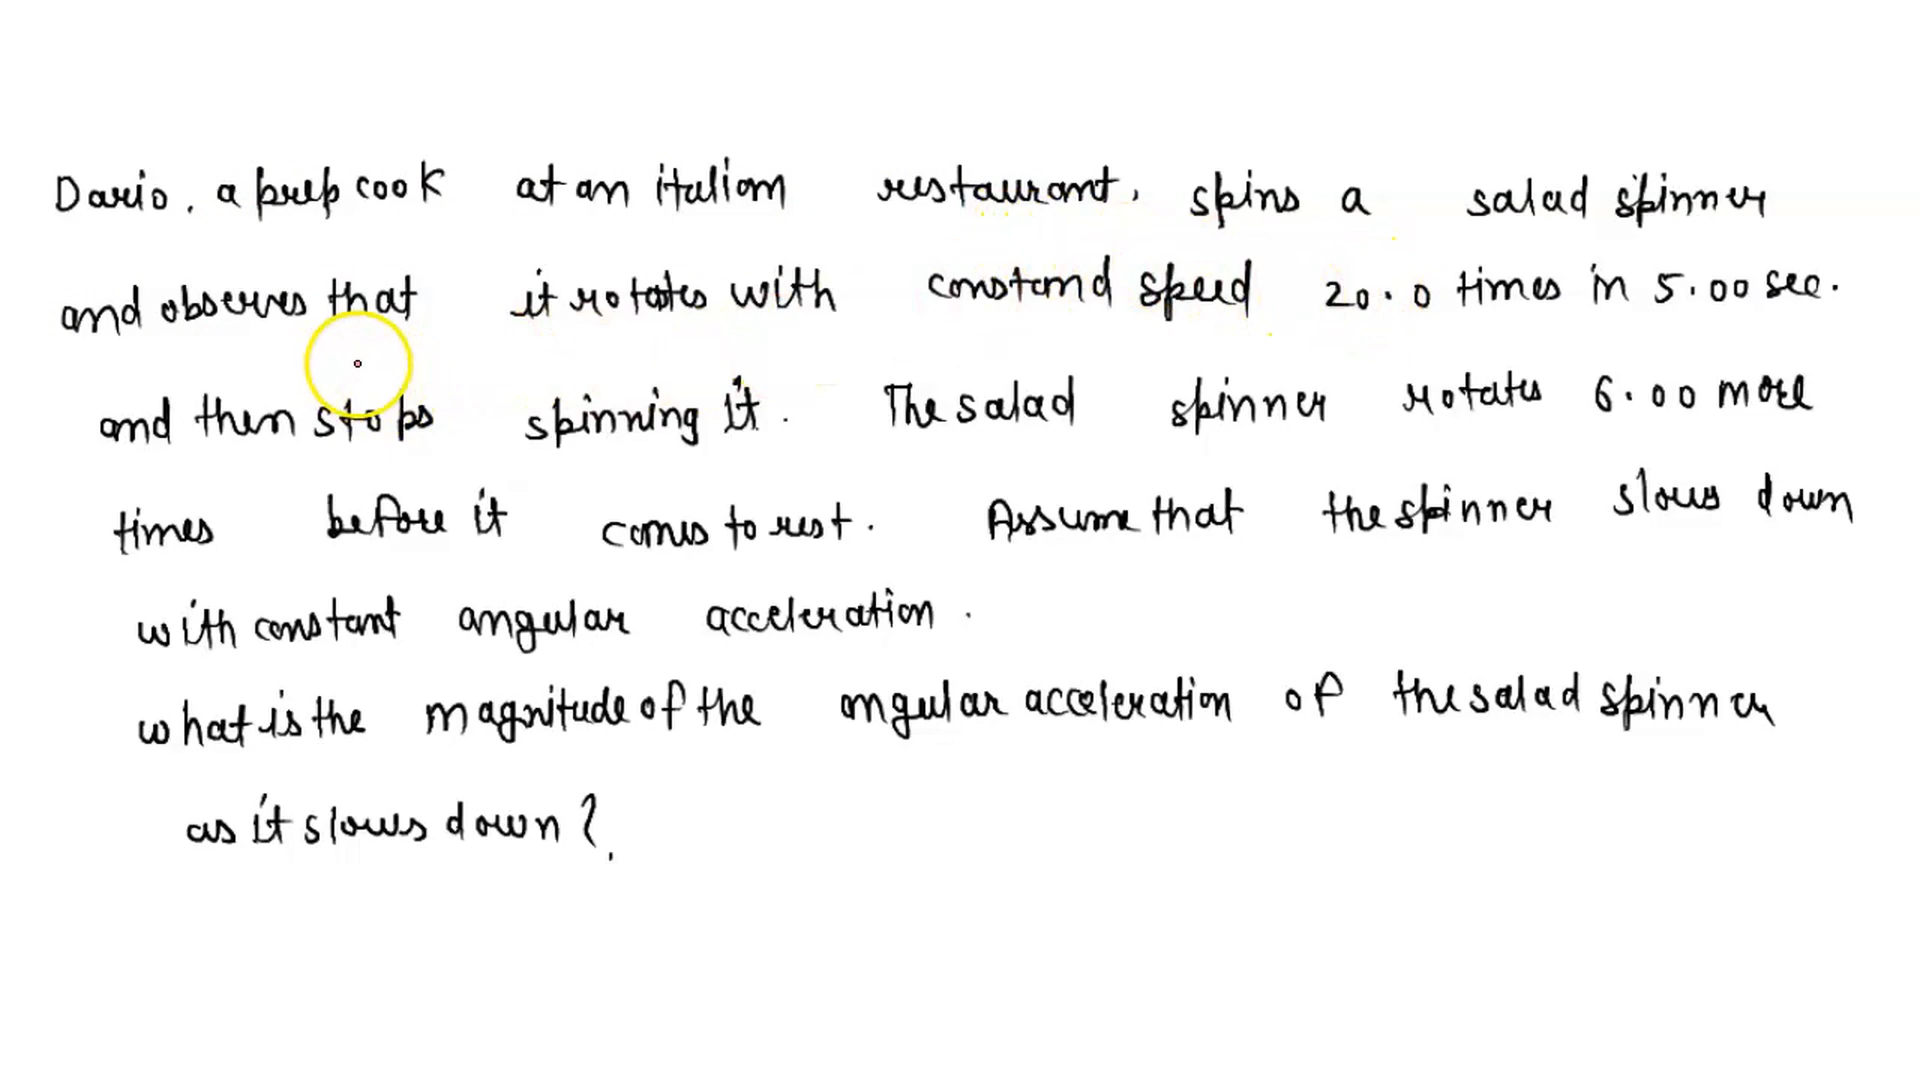 Dario, a prep cook at an italian restaurant, spins a salad spinner
and observes that it rotates with constand speed 20.0 times in 5.00 sec.
and then stops spinning it. The salad spinner rotates 6.00 more
times before it comes to rest. Assume that the spinner slows down
with constant angular acceleration.
what is the magnitude of the angular acceleration of the salad spinner
as it slows down?